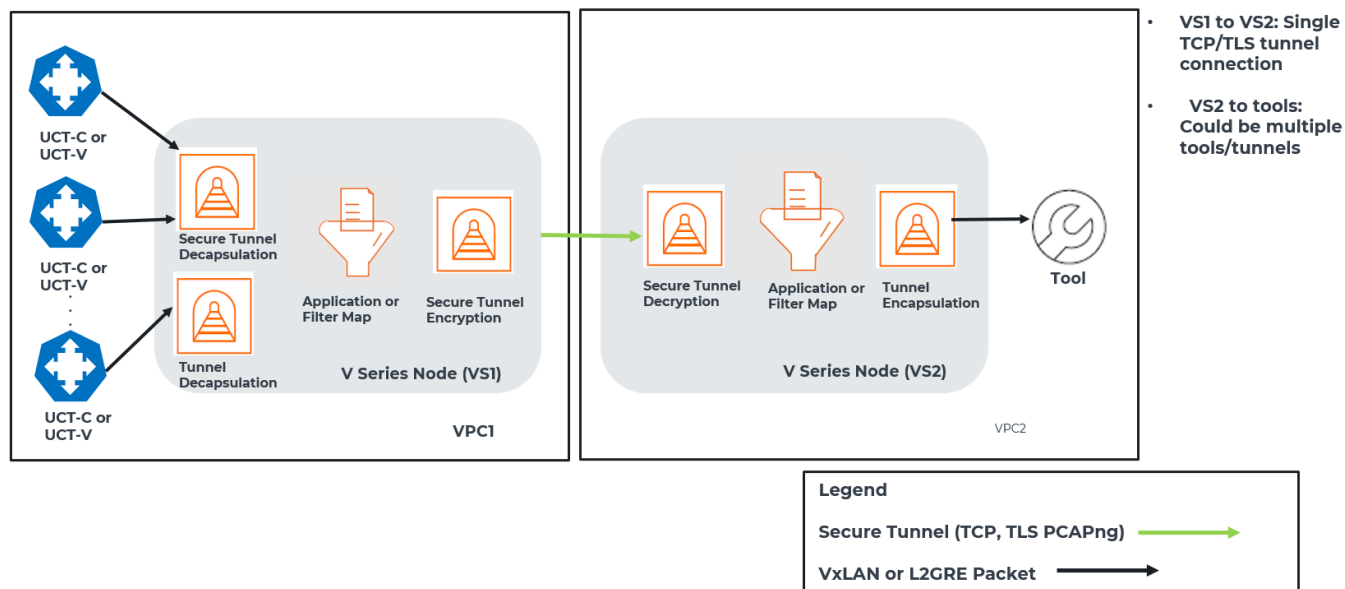 UCT-C or
UCT-V
UCT-C or
UCT-V
.
.
.
UCT-C or
UCT-V
Secure Tunnel
Decapsulation
Tunnel
Decapsulation
Application or
Filter Map
Secure Tunnel
Encryption
V Series Node (VS1)
VPC1
Secure Tunnel
Decryption
Application or
Filter Map
Tunnel
Encapsulation
V Series Node (VS2)
VPC2
Tool
• VS1 to VS2: Single
TCP/TLS tunnel
connection
• VS2 to tools:
Could be multiple
tools/tunnels
Legend
Secure Tunnel (TCP, TLS PCAPng)
VxLAN or L2GRE Packet